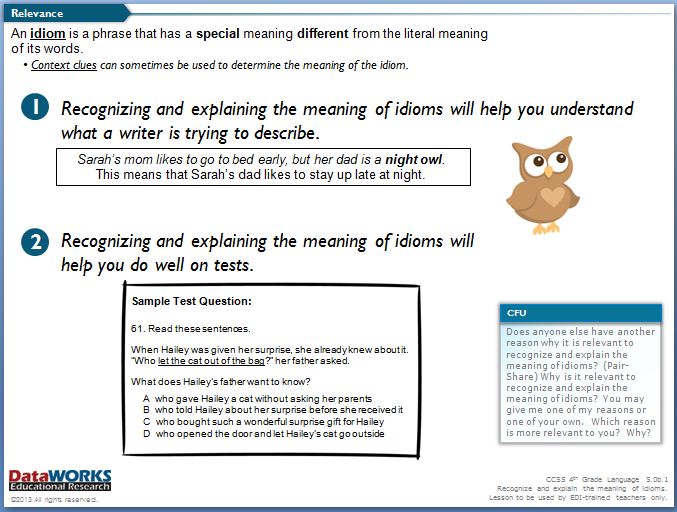 Relevance
An idiom is a phrase that has a special meaning different from the literal meaning
of its words.
• Context clues can sometimes be used to determine the meaning of the idiom.
1 Recognizing and explaining the meaning of idioms will help you understand
what a writer is trying to describe.
Sarah's mom likes to go to bed early, but her dad is a night owl.
This means that Sarah's dad likes to stay up late at night.
2 Recognizing and explaining the meaning of idioms will
help you do well on tests.
Sample Test Question:
61. Read these sentences.
When Hailey was given her surprise, she already knew about it.
"Who let the cat out of the bag?" her father asked.
What does Hailey's father want to know?
A who gave Hailey a cat without asking her parents
B who told Hailey about her surprise before she received it
C who bought such a wonderful surprise gift for Hailey
D who opened the door and let Hailey's cat go outside
CFU
Does anyone else have another
reason why it is relevant to
recognize and explain the
meaning of idioms? (Pair-
Share) Why is it relevant to
recognize and explain the
meaning of idioms? You may
give me one of my reasons or
one of your own. Which reason
is more relevant to you? Why?
DataWORKS
Educational Research
©2013 All rights reserved.
CCSS 4th Grade Language 5.0b.1
Recognize and explain the meaning of idioms.
Lesson to be used by EDI-trained teachers only.